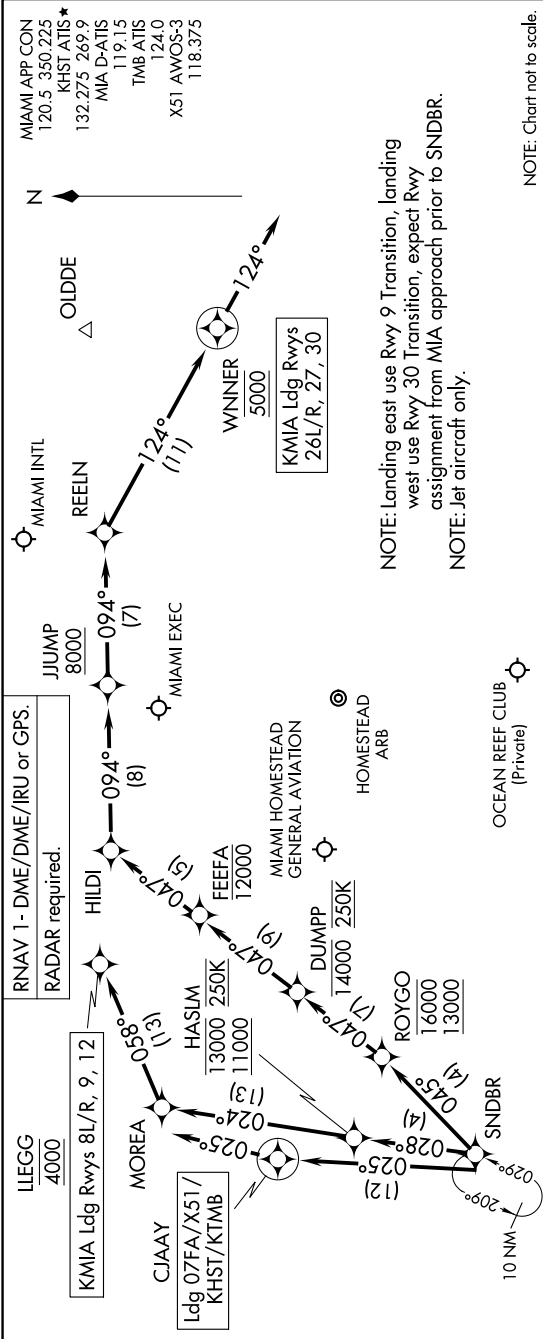 MIAMI APP CON
120.5 350.225
KHST ATIS★
132.275 269.9
MIA D-ATIS
119.15
TMB ATIS
124.0
X51 AWOS-3
118.375
RNAV 1 - DME/DME/IRU or GPS.
RADAR required.
N
LLEGG
4000
KMIA Ldg Rwys 8L/R, 9, 12
HILDI
094°
(8)
JJUMP
8000
094°
(7)
REELN
MIAMI INTL
OLDDE
124°
(11)
WNNER
5000
KMIA Ldg Rwys
26L/R, 27, 30
124°
MIAMI EXEC
MOREA
058°
(13)
047°
(5)
FEEFA
12000
047°
(9)
HASLM
13000 250K
11000
024°
(13)
DUMPP
14000 250K
047°
(7)
ROYGO
16000
13000
045°
(4)
CJAAY
Ldg 07FA/X51/
KHST/KTMB
025°
025°
(12)
028°
(4)
SNDBR
029°
209°
10 NM
MIAMI HOMESTEAD
GENERAL AVIATION
HOMESTEAD
ARB
OCEAN REEF CLUB
(Private)
NOTE: Landing east use Rwy 9 Transition, landing
west use Rwy 30 Transition, expect Rwy
assignment from MIA approach prior to SNDBR.
NOTE: Jet aircraft only.
NOTE: Chart not to scale.